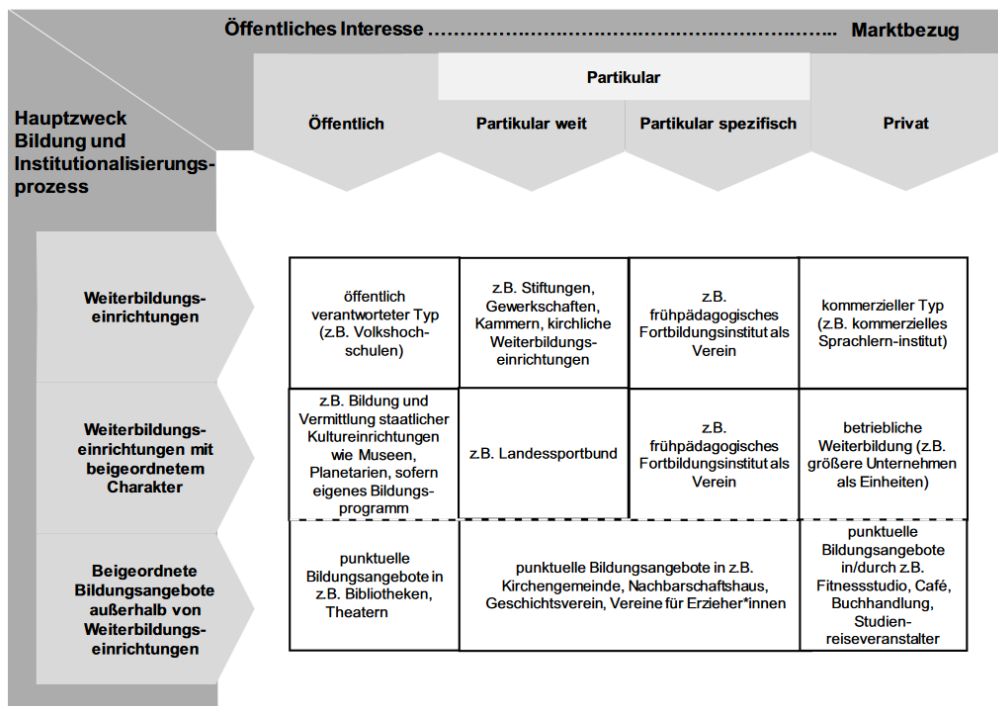 Öffentliches Interesse ……………………………………………………... Marktbezug
Partikular
Hauptzweck
Bildung und
Institutionalisierungs-
prozess
Öffentlich
Partikular weit
Partikular spezifisch
Privat
Weiterbildungs-
einrichtungen
öffentlich
verantworteter Typ
(z.B. Volkshoch-
schulen)
z.B. Stiftungen,
Gewerkschaften,
Kammern, kirchliche
Weiterbildungs-
einrichtungen
z.B.
frühpädagogisches
Fortbildungsinstitut als
Verein
kommerzieller Typ
(z.B. kommerzielles
Sprachlern-institut)
Weiterbildungs-
einrichtungen mit
beigeordnetem
Charakter
z.B. Bildung und
Vermittlung staatlicher
Kultureinrichtungen
wie Museen,
Planetarien, sofern
eigenes Bildungs-
programm
z.B. Landessportbund
z.B.
frühpädagogisches
Fortbildungsinstitut als
Verein
betriebliche
Weiterbildung (z.B.
größere Unternehmen
als Einheiten)
Beigeordnete
Bildungsangebote
außerhalb von
Weiterbildungs-
einrichtungen
punktuelle
Bildungsangebote in
z.B. Bibliotheken,
Theatern
punktuelle Bildungsangebote in z.B.
Kirchengemeinde, Nachbarschaftshaus,
Geschichtsverein, Vereine für Erzieher*innen
punktuelle
Bildungsangebote
in/durch z.B.
Fitnessstudio, Café,
Buchhandlung,
Studien-
reiseveranstalter